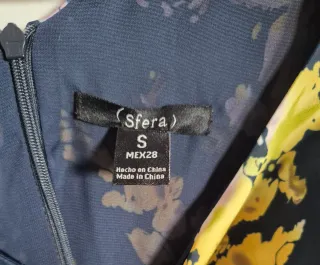 (Sfera)
S
MEX28
Hecho en China
Made in China